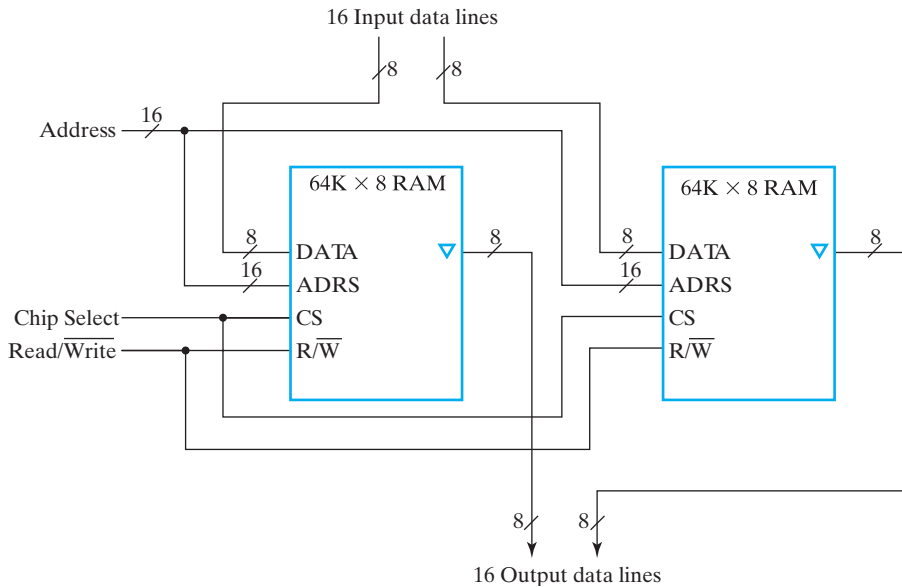 16 Input data lines
8 8
16
Address
64K × 8 RAM 64K × 8 RAM
8 DATA 8 8 DATA 8
16 ADRS 16 ADRS
Chip Select CS CS
Read/W̅r̅i̅t̅e̅ R/W̅ R/W̅
8 8
16 Output data lines